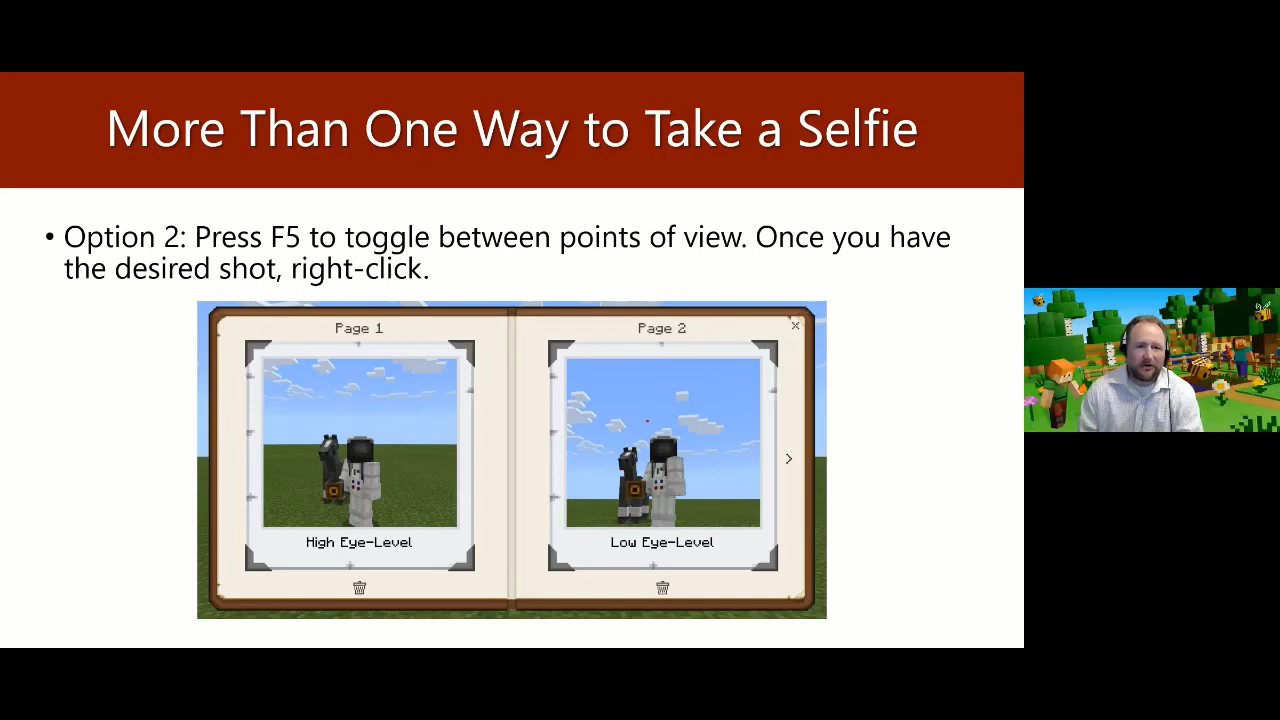 More Than One Way to Take a Selfie
• Option 2: Press F5 to toggle between points of view. Once you have
the desired shot, right-click.
Page 1
Page 2
High Eye-Level
Low Eye-Level